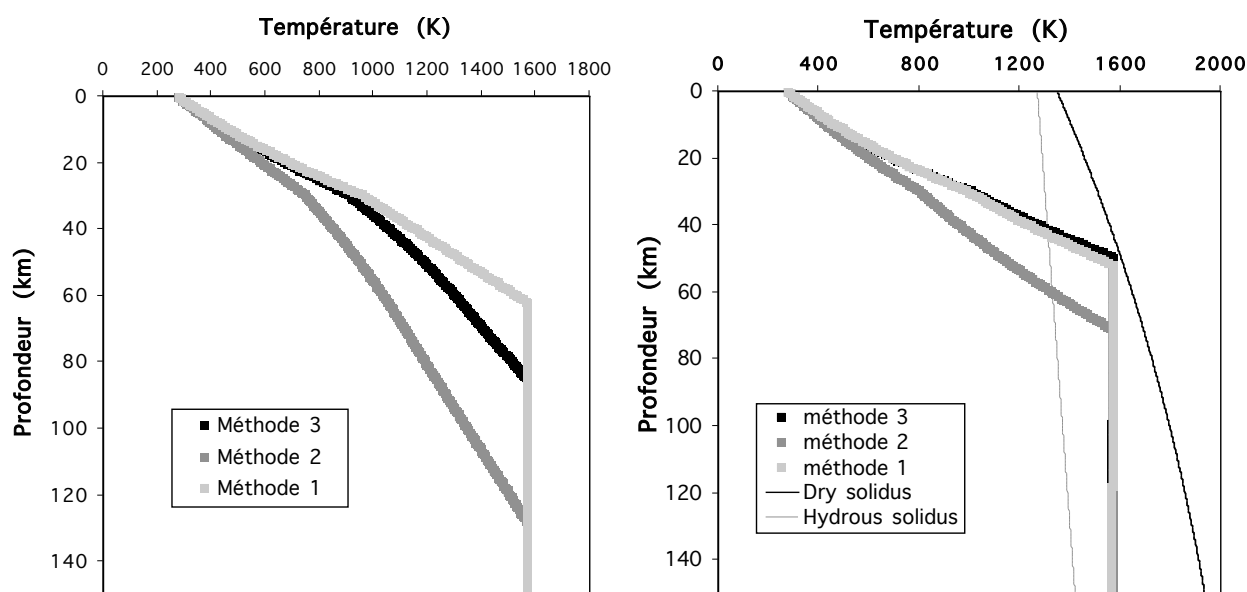 Température (K)
0 200 400 600 800 1000 1200 1400 1600 1800
0
20
40
60
80
100
120
140
Profondeur (km)
Méthode 3
Méthode 2
Méthode 1
Température (K)
0 400 800 1200 1600 2000
0
20
40
60
80
100
120
140
Profondeur (km)
méthode 3
méthode 2
méthode 1
Dry solidus
Hydrous solidus